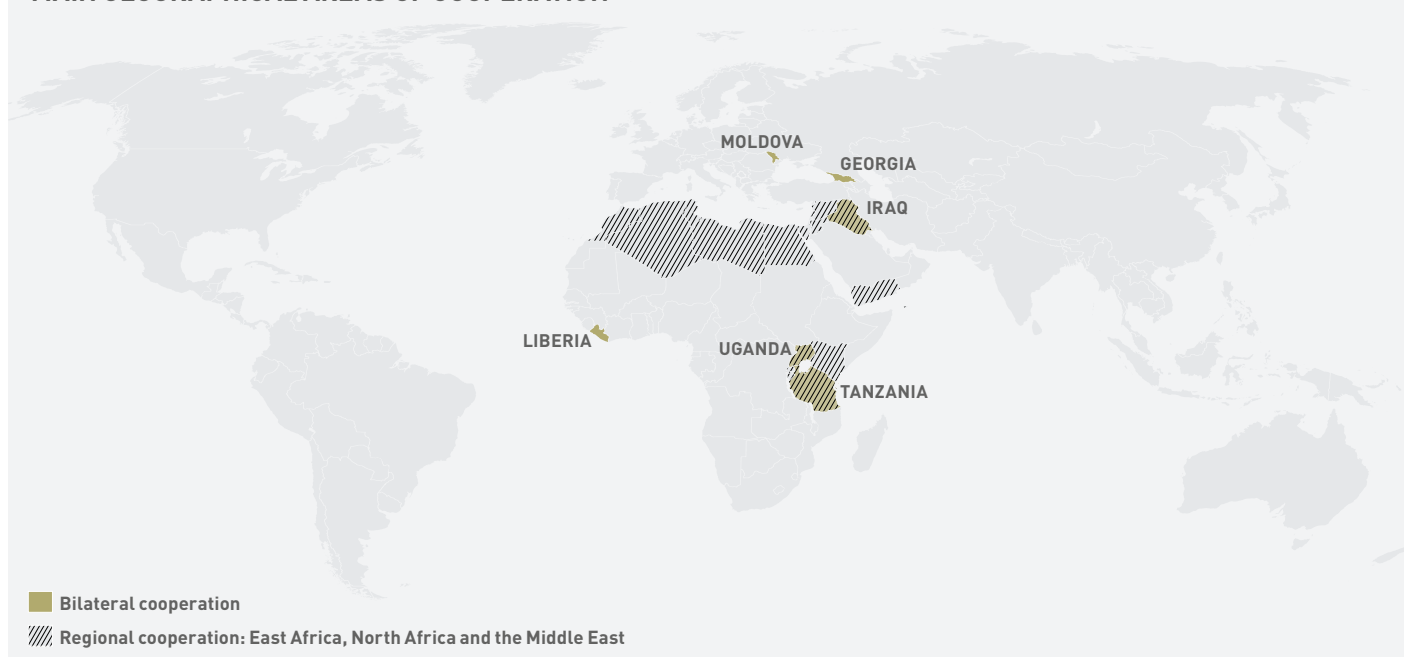 MOLDOVA
GEORGIA
IRAQ
LIBERIA
UGANDA
TANZANIA
Bilateral cooperation
Regional cooperation: East Africa, North Africa and the Middle East